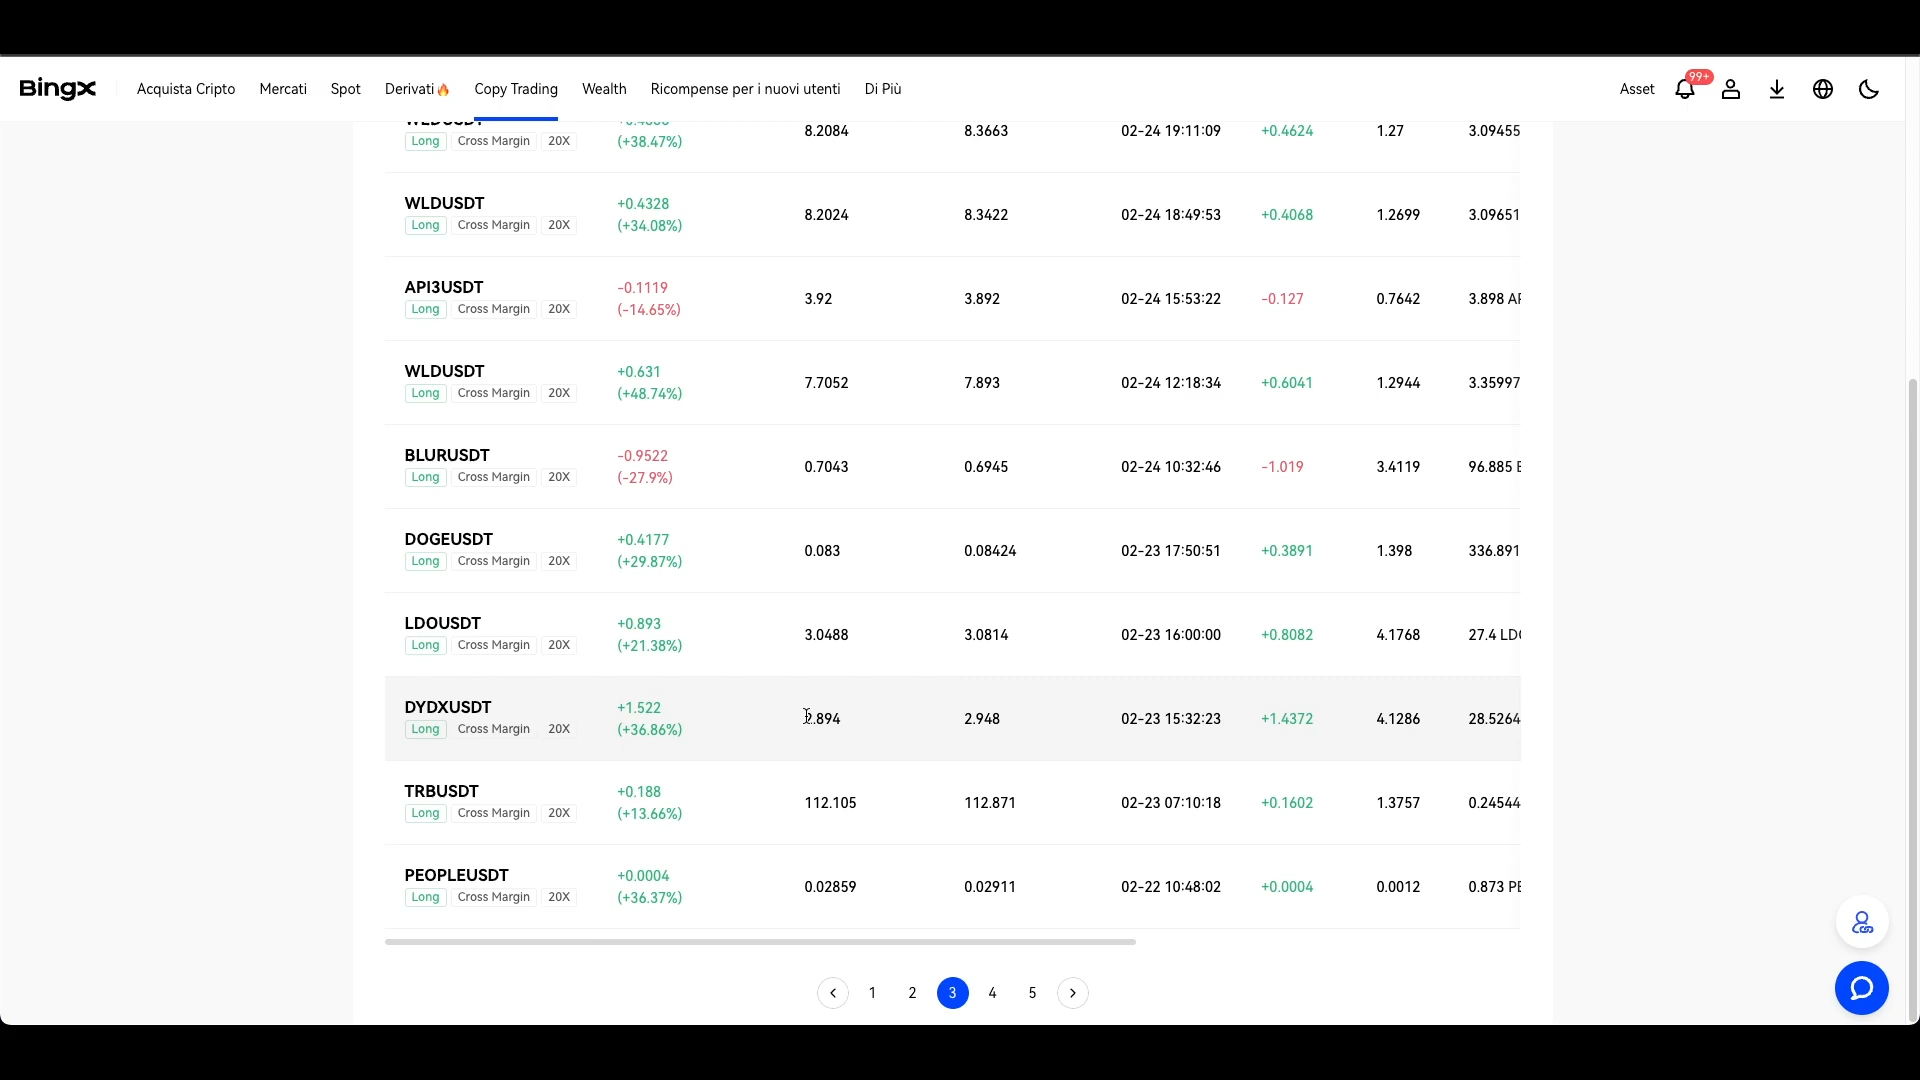 BingX Acquista Cripto Mercati Spot Derivati Copy Trading Wealth Ricompense per i nuovi utenti Di Più Asset 99+
8.2084 8.3663 02-24 19:11:09 +0.4624 1.27 3.09455
Long Cross Margin 20X (+38.47%)
WLDUSDT +0.4328
8.2024 8.3422 02-24 18:49:53 +0.4068 1.2699 3.09651
Long Cross Margin 20X (+34.08%)
API3USDT -0.1119
3.92 3.892 02-24 15:53:22 -0.127 0.7642 3.898
Long Cross Margin 20X (-14.65%)
WLDUSDT +0.631
7.7052 7.893 02-24 12:18:34 +0.6041 1.2944 3.35997
Long Cross Margin 20X (+48.74%)
BLURUSDT -0.9522
0.7043 0.6945 02-24 10:32:46 -1.019 3.4119 96.885
Long Cross Margin 20X (-27.9%)
DOGEUSDT +0.4177
0.083 0.08424 02-23 17:50:51 +0.3891 1.398 336.891
Long Cross Margin 20X (+29.87%)
LDOUSDT +0.893
3.0488 3.0814 02-23 16:00:00 +0.8082 4.1768 27.4
Long Cross Margin 20X (+21.38%)
DYDXUSDT +1.522
2.894 2.948 02-23 15:32:23 +1.4372 4.1286 28.5264
Long Cross Margin 20X (+36.86%)
TRBUSDT +0.188
112.105 112.871 02-23 07:10:18 +0.1602 1.3757 0.24544
Long Cross Margin 20X (+13.66%)
PEOPLEUSDT +0.0004
0.02859 0.02911 02-22 10:48:02 +0.0004 0.0012 0.873
Long Cross Margin 20X (+36.37%)
1 2 3 4 5